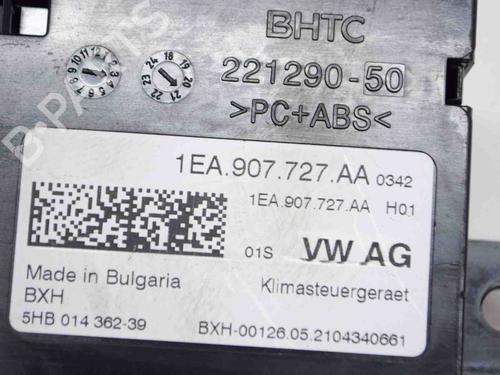 BHTC
221290-50
>PC+ABS<
1EA.907.727.AA 0342
1EA.907.727.AA H01
01S VW AG
Made in Bulgaria
Klimasteuergeraet
BXH
5HB 014 362-39
BXH-00126.05.2104340661
B-PARTS